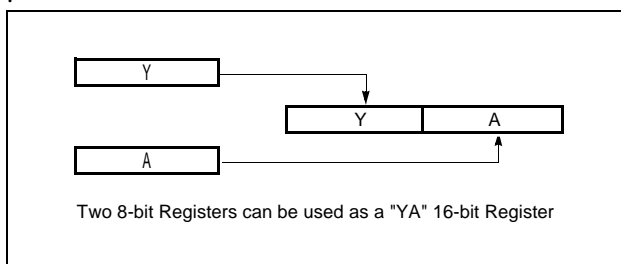 Y
Y A
A
Two 8-bit Registers can be used as a "YA" 16-bit Register